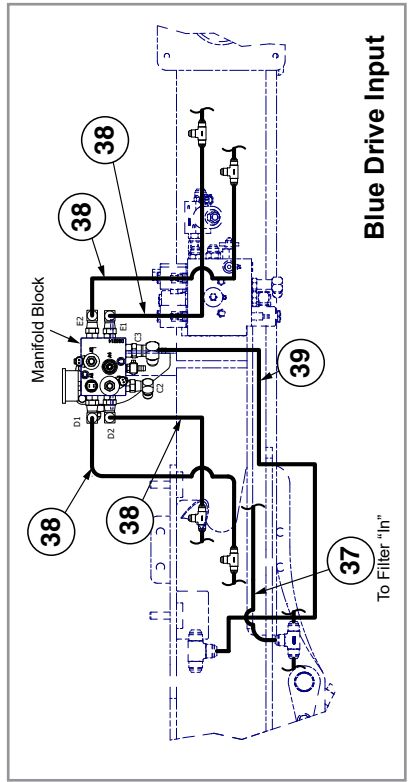 Blue Drive Input
Manifold Block
38
38
38
38
E2
E1
C3
C2
D1
D2
39
37
To Filter “In”